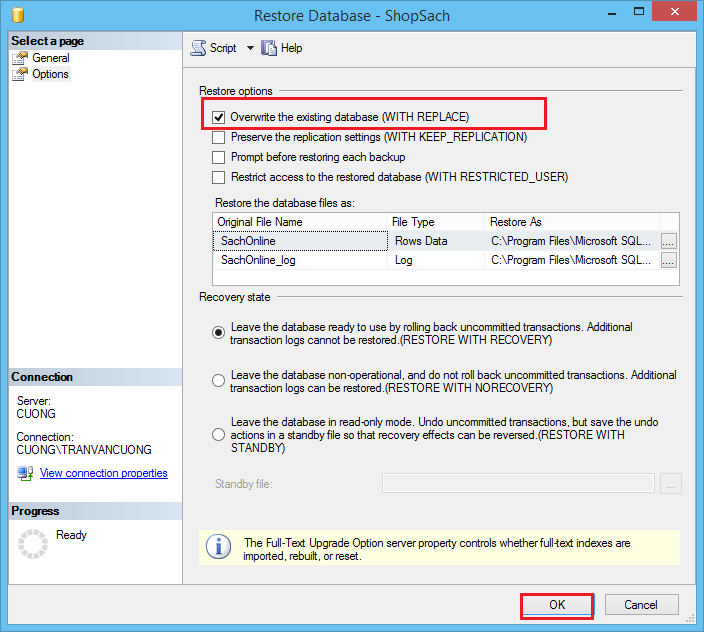 Restore Database - ShopSach
Select a page
General
Options
Script
Help
Restore options
Overwrite the existing database (WITH REPLACE)
Preserve the replication settings (WITH KEEP_REPLICATION)
Prompt before restoring each backup
Restrict access to the restored database (WITH RESTRICTED_USER)
Restore the database files as:
Original File Name File Type Restore As
SachOnline Rows Data C:\Program Files\Microsoft SQL... ....
SachOnline_log Log C:\Program Files\Microsoft SQL... ....
Recovery state
Leave the database ready to use by rolling back uncommitted transactions. Additional
transaction logs cannot be restored.(RESTORE WITH RECOVERY)
Leave the database non-operational, and do not roll back uncommitted transactions. Additional
transaction logs can be restored.(RESTORE WITH NORECOVERY)
Leave the database in read-only mode. Undo uncommitted transactions, but save the undo
actions in a standby file so that recovery effects can be reversed.(RESTORE WITH
STANDBY)
Standby file:
...
The Full-Text Upgrade Option server property controls whether full-text indexes are
imported, rebuilt, or reset.
Connection
Server:
CUONG
Connection:
CUONG\TRANVANCUONG
View connection properties
Progress
Ready
OK
Cancel